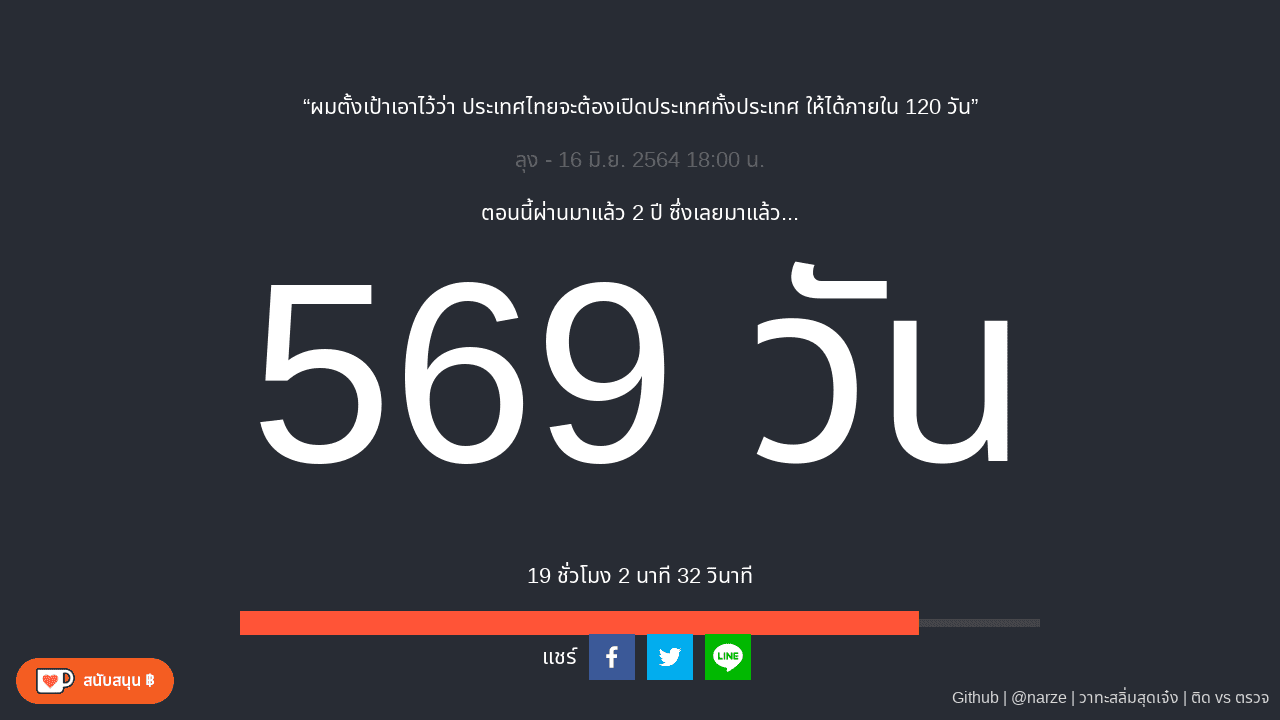 “ผมตั้งเป้าเอาไว้ว่า ประเทศไทยจะต้องเปิดประเทศทั้งประเทศ ให้ได้ภายใน 120 วัน”
ลุง - 16 มิ.ย. 2564 18:00 น.
ตอนนี้ผ่านมาแล้ว 2 ปี ซึ่งเลยมาแล้ว...
569 วัน
19 ชั่วโมง 2 นาที 32 วินาที
แชร์
LINE
สนับสนุน ฿
Github | @narze | วาทะสลิ่มสุดเจ๋ง | ติด vs ตรวจ